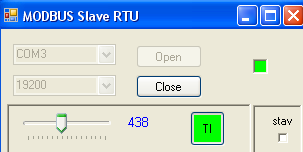 MODBUS Slave RTU
COM3
Open
19200
Close
438
TI
stav